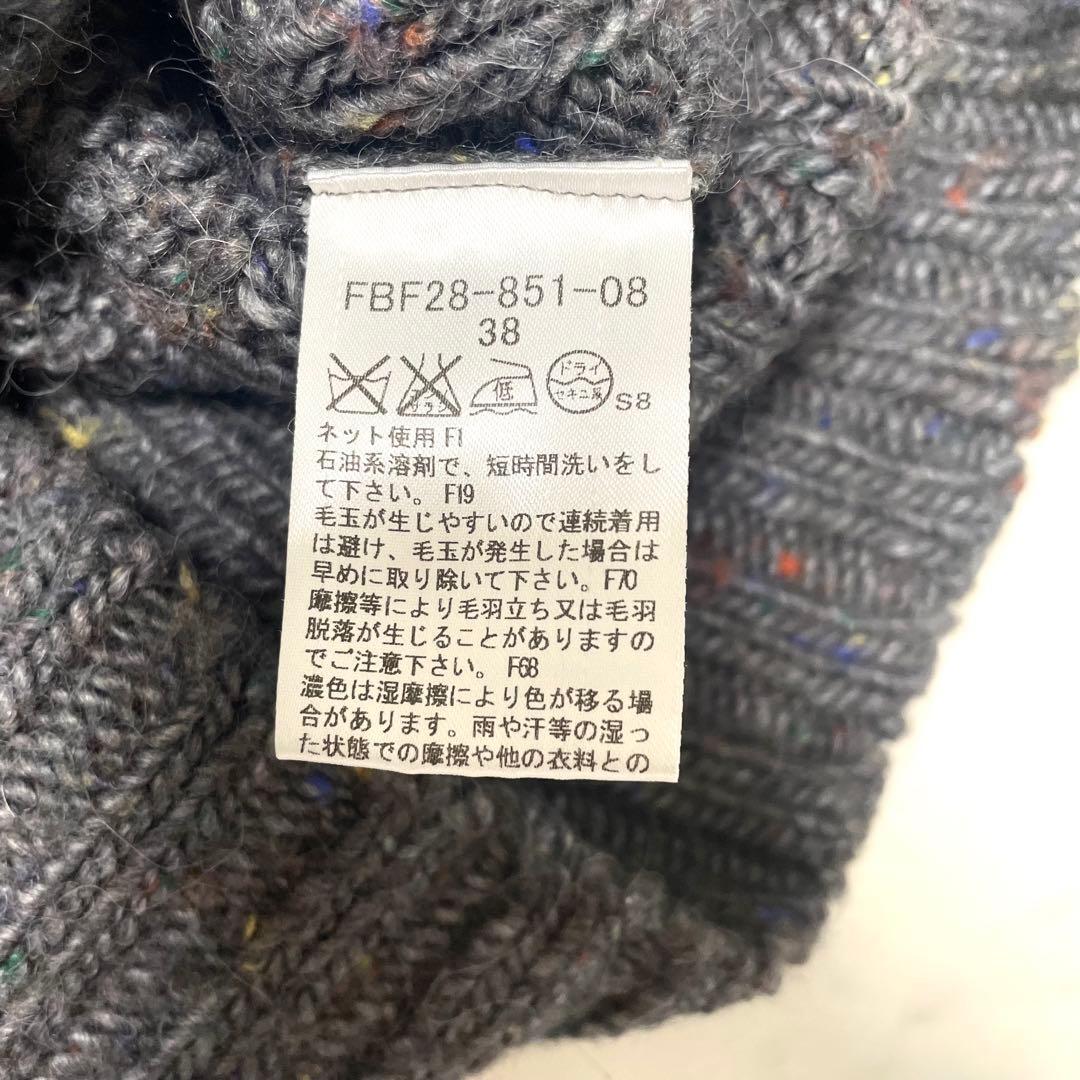 FBF28-851-08
38
サラシ 低 ドライ セキユ系 S8
ネット使用 F1
石油系溶剤で、短時間洗いをし
て下さい。F19
毛玉が生じやすいので連続着用
は避け、毛玉が発生した場合は
早めに取り除いて下さい。F70
摩擦等により毛羽立ち又は毛羽
脱落が生じることがありますの
でご注意下さい。F68
濃色は湿摩擦により色が移る場
合があります。雨や汗等の湿っ
た状態での摩擦や他の衣料との